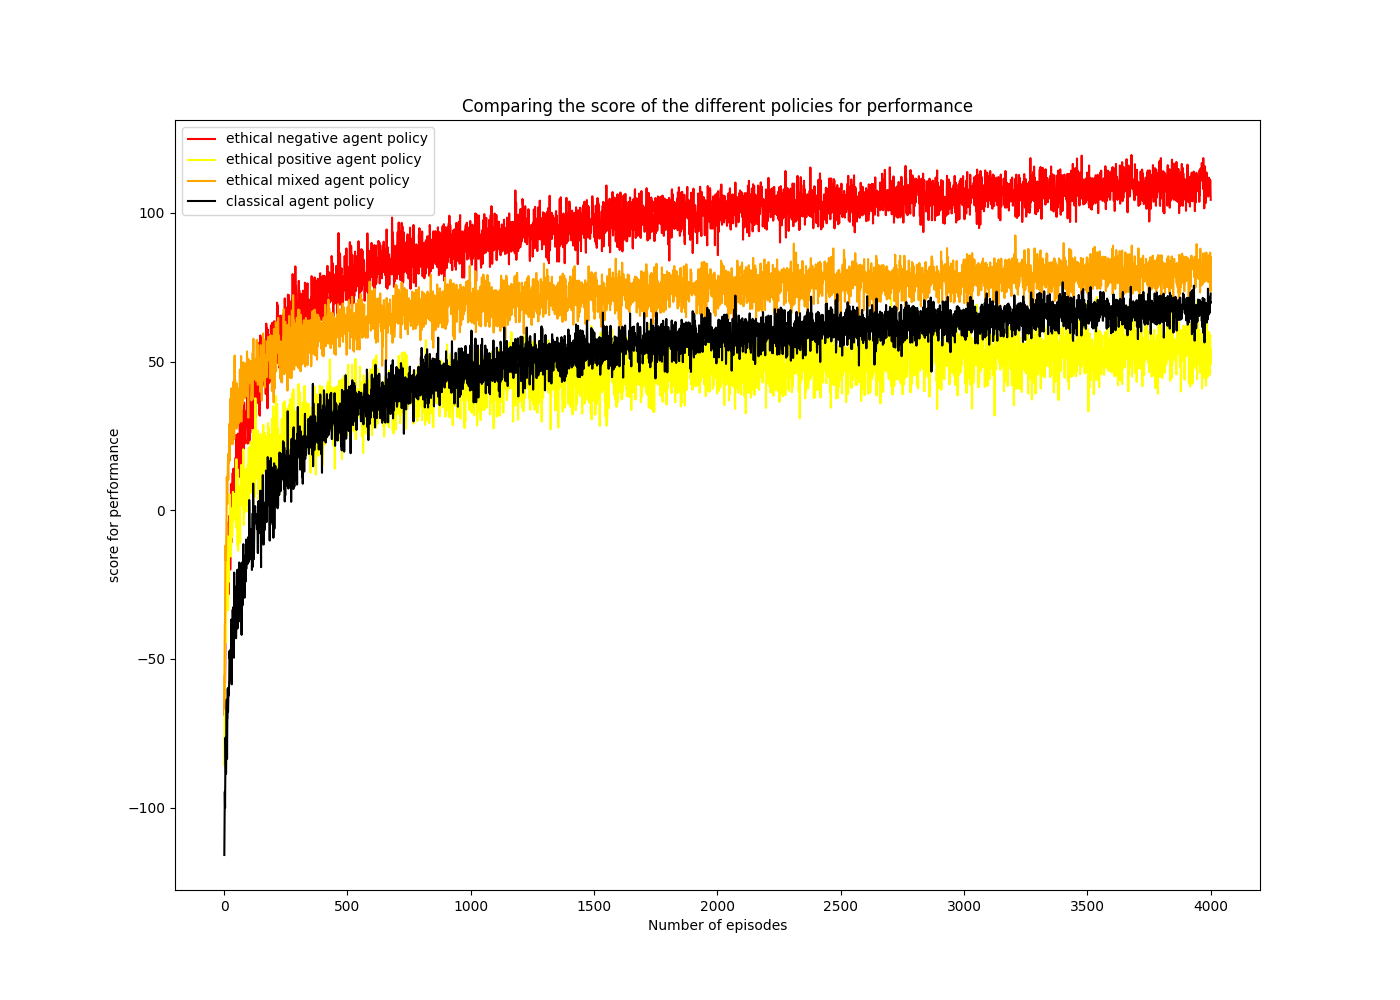 Comparing the score of the different policies for performance
ethical negative agent policy
ethical positive agent policy
ethical mixed agent policy
classical agent policy
100
50
0
−50
−100
score for performance
0 500 1000 1500 2000 2500 3000 3500 4000
Number of episodes